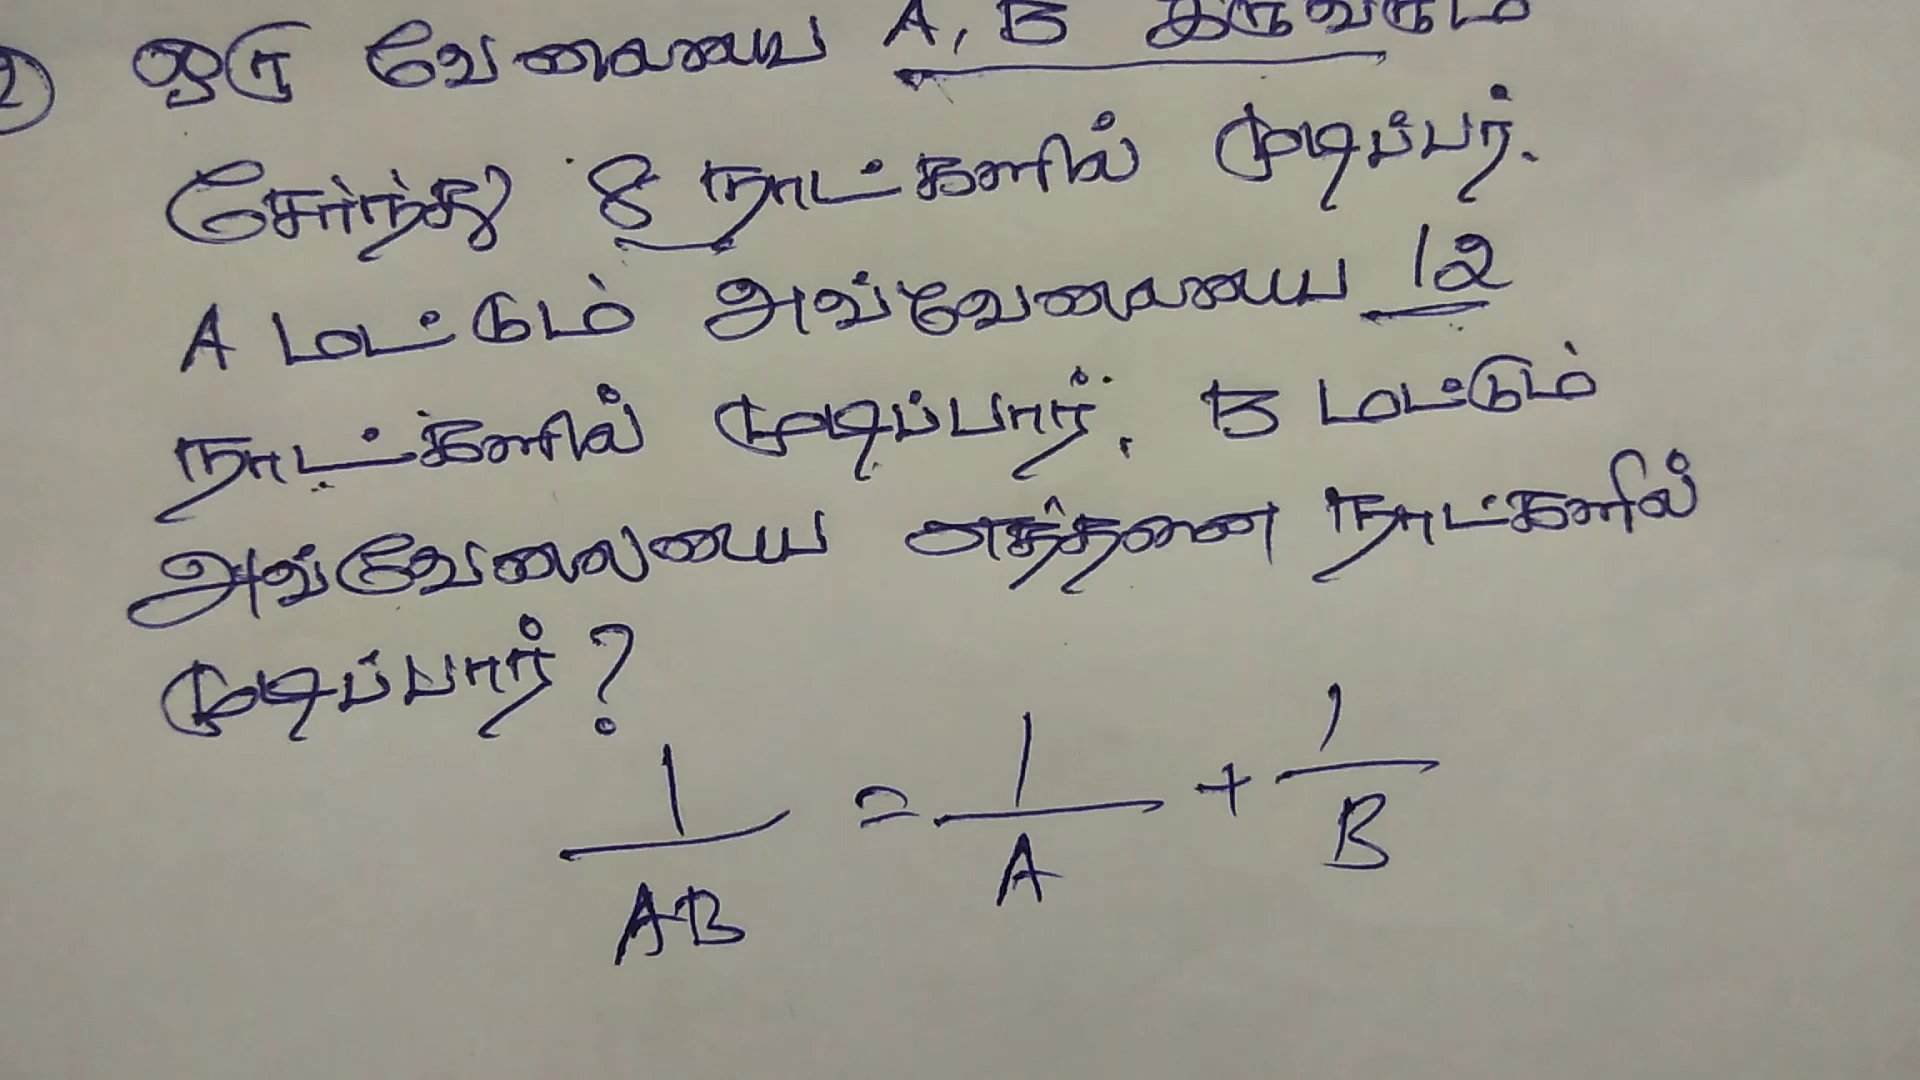 2) ஒரு வேலையை A, B இருவரும்
சேர்ந்து 8 நாட்களில் முடிப்பர்.
A மட்டும் அவ்வேலையை 12
நாட்களில் முடிப்பார். B மட்டும்
அவ்வேலையை எத்தனை நாட்களில்
முடிப்பார்?
1/AB = 1/A + 1/B